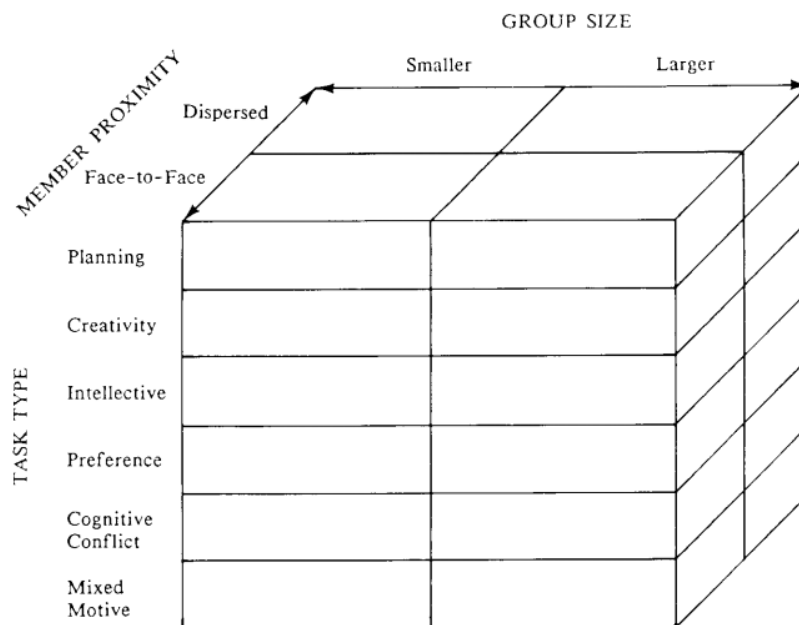 GROUP SIZE
Smaller
Larger
MEMBER PROXIMITY
Dispersed
Face-to-Face
TASK TYPE
Planning
Creativity
Intellective
Preference
Cognitive
Conflict
Mixed
Motive